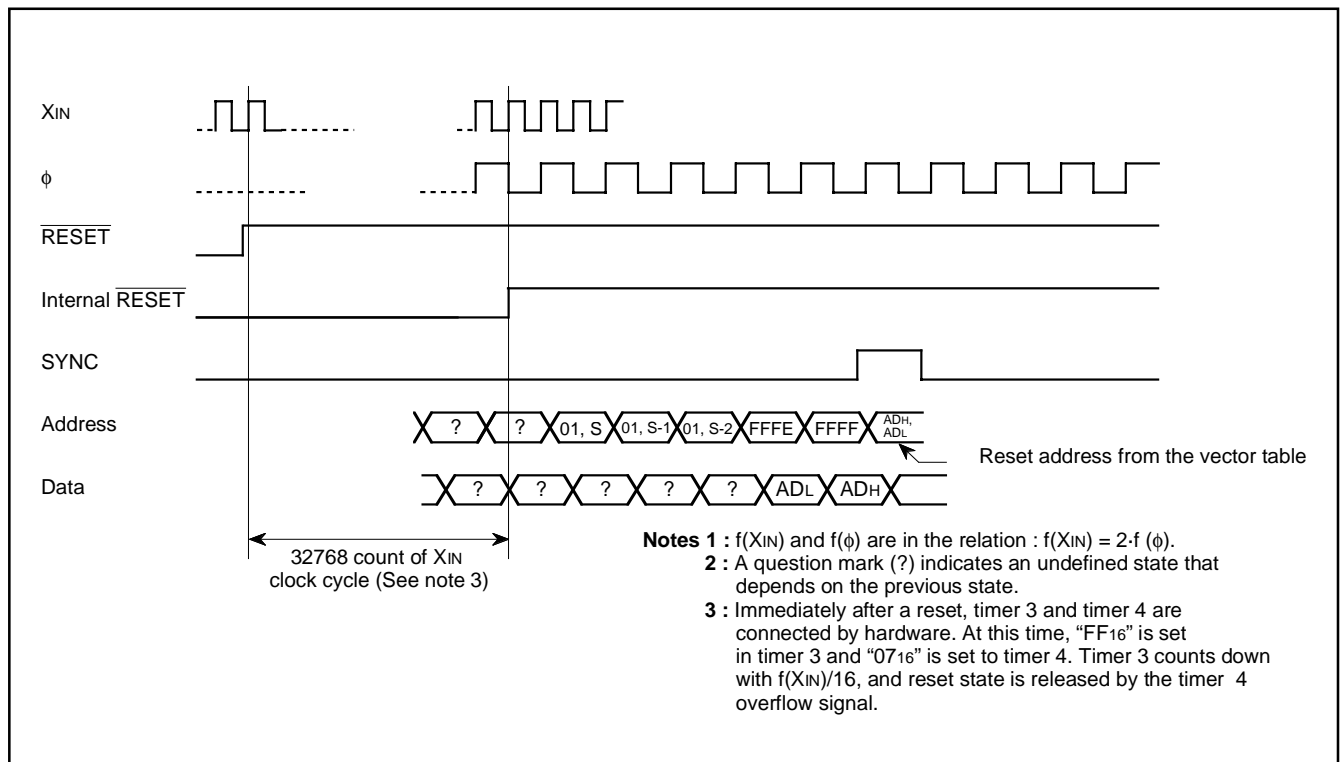 XIN
ϕ
RESET
Internal RESET
SYNC
Address
? ? 01, S 01, S-1 01, S-2 FFFE FFFF ADH,
ADL
Reset address from the vector table
Data
? ? ? ? ? ADL ADH
32768 count of XIN
clock cycle (See note 3)
Notes 1 : f(XIN) and f(ϕ) are in the relation : f(XIN) = 2·f (ϕ).
2 : A question mark (?) indicates an undefined state that
depends on the previous state.
3 : Immediately after a reset, timer 3 and timer 4 are
connected by hardware. At this time, “FF16” is set
in timer 3 and “0716” is set to timer 4. Timer 3 counts down
with f(XIN)/16, and reset state is released by the timer 4
overflow signal.